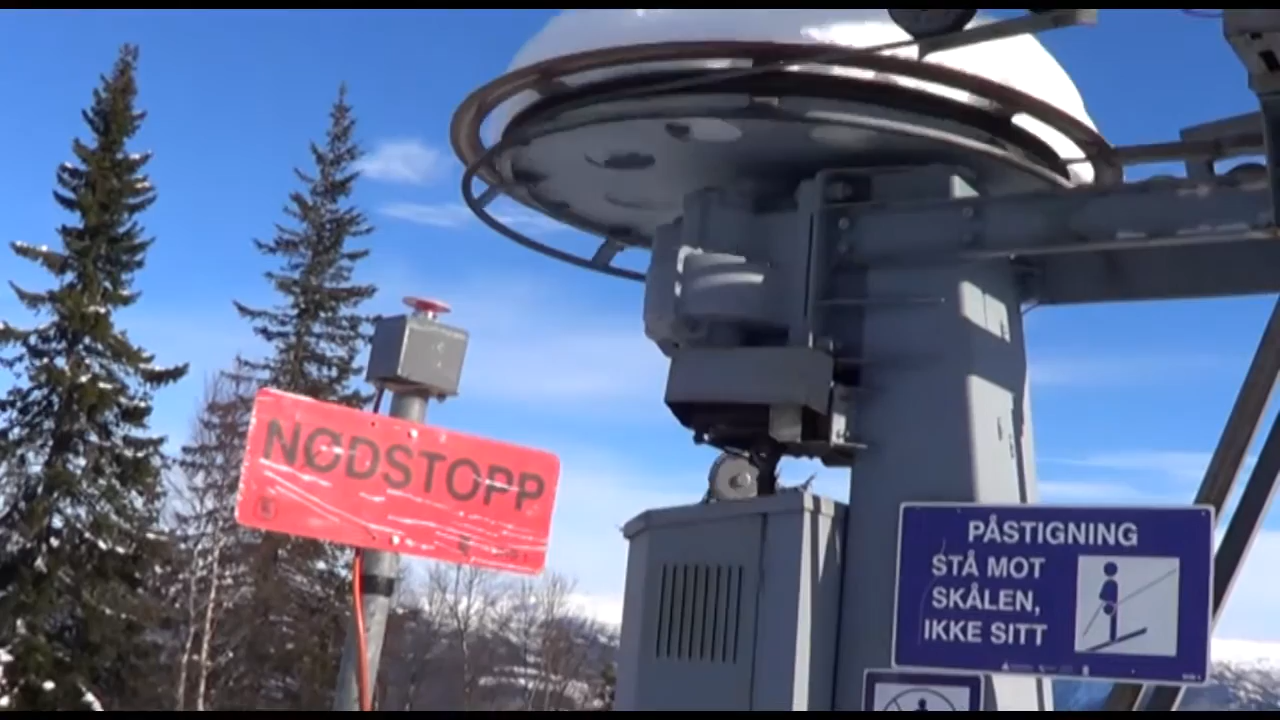 NØDSTOPP
PÅSTIGNING
STÅ MOT
SKÅLEN,
IKKE SITT